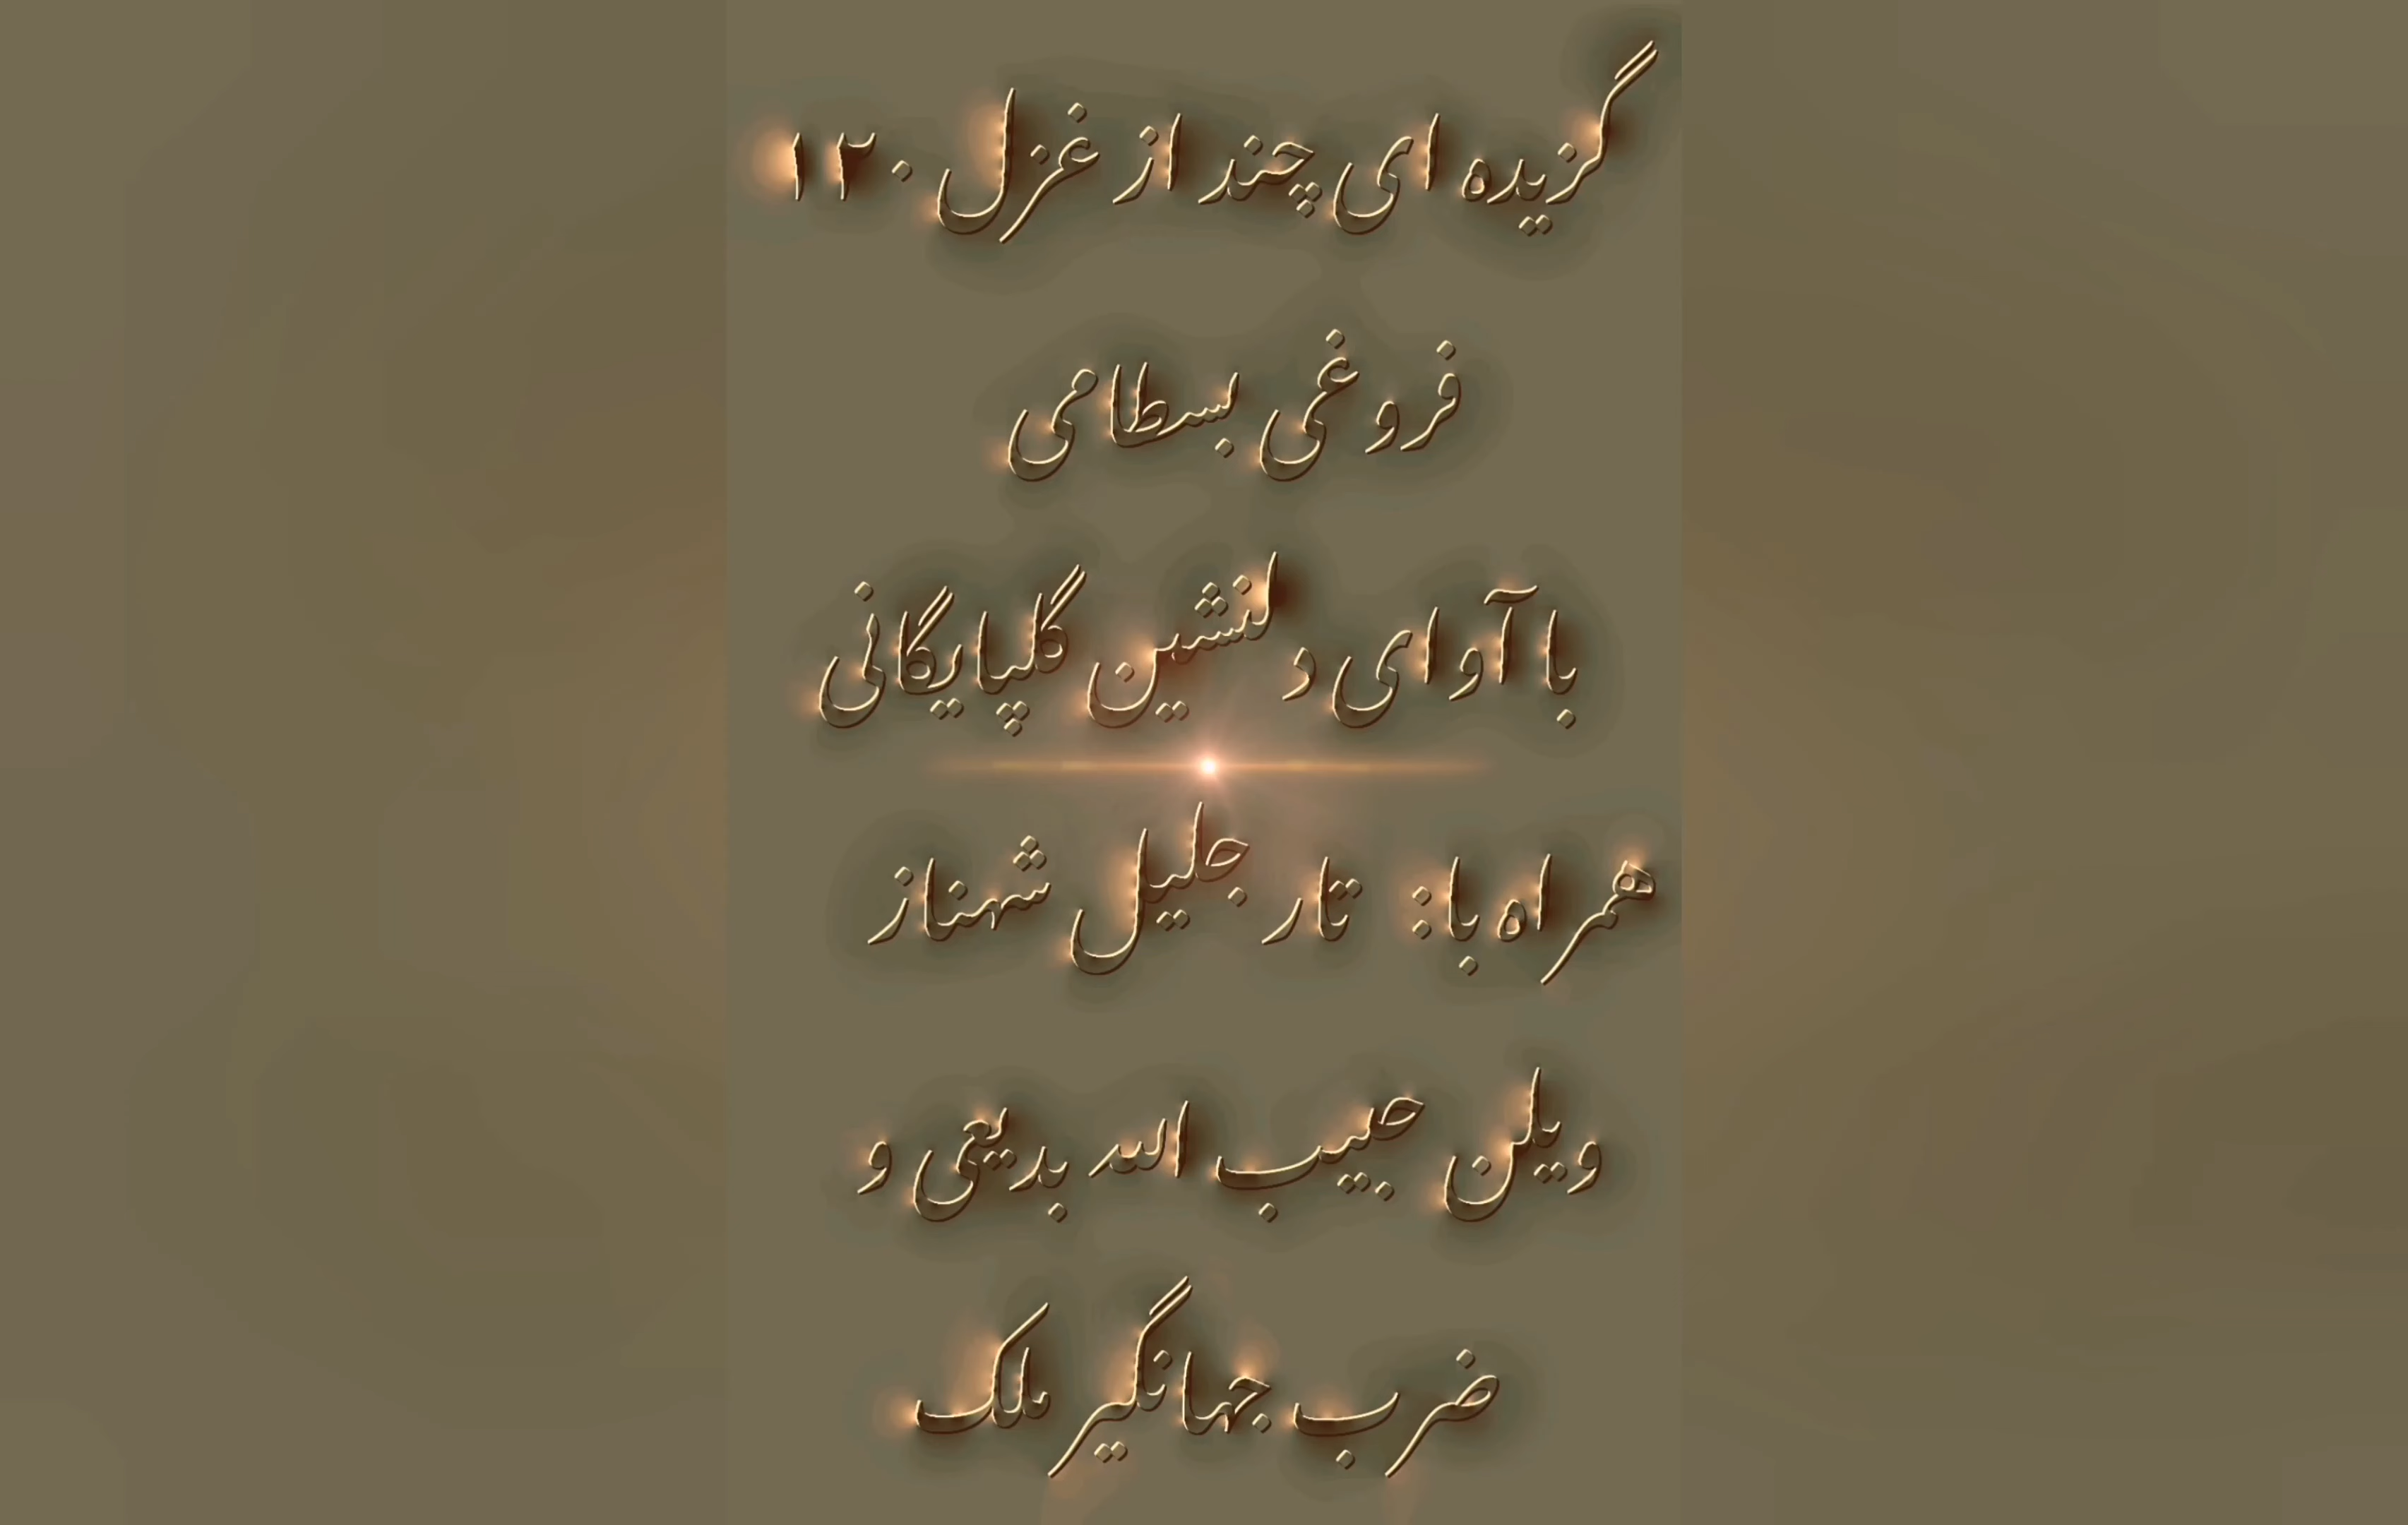 گزیده ای چند از غزل ۱۲۰
فروغی بسطامی
با آوای دلنشین گلپایگانی
همراه با: تار جلیل شهناز
ویلن حبیب الله بدیعی و
ضرب جهانگیر ملک